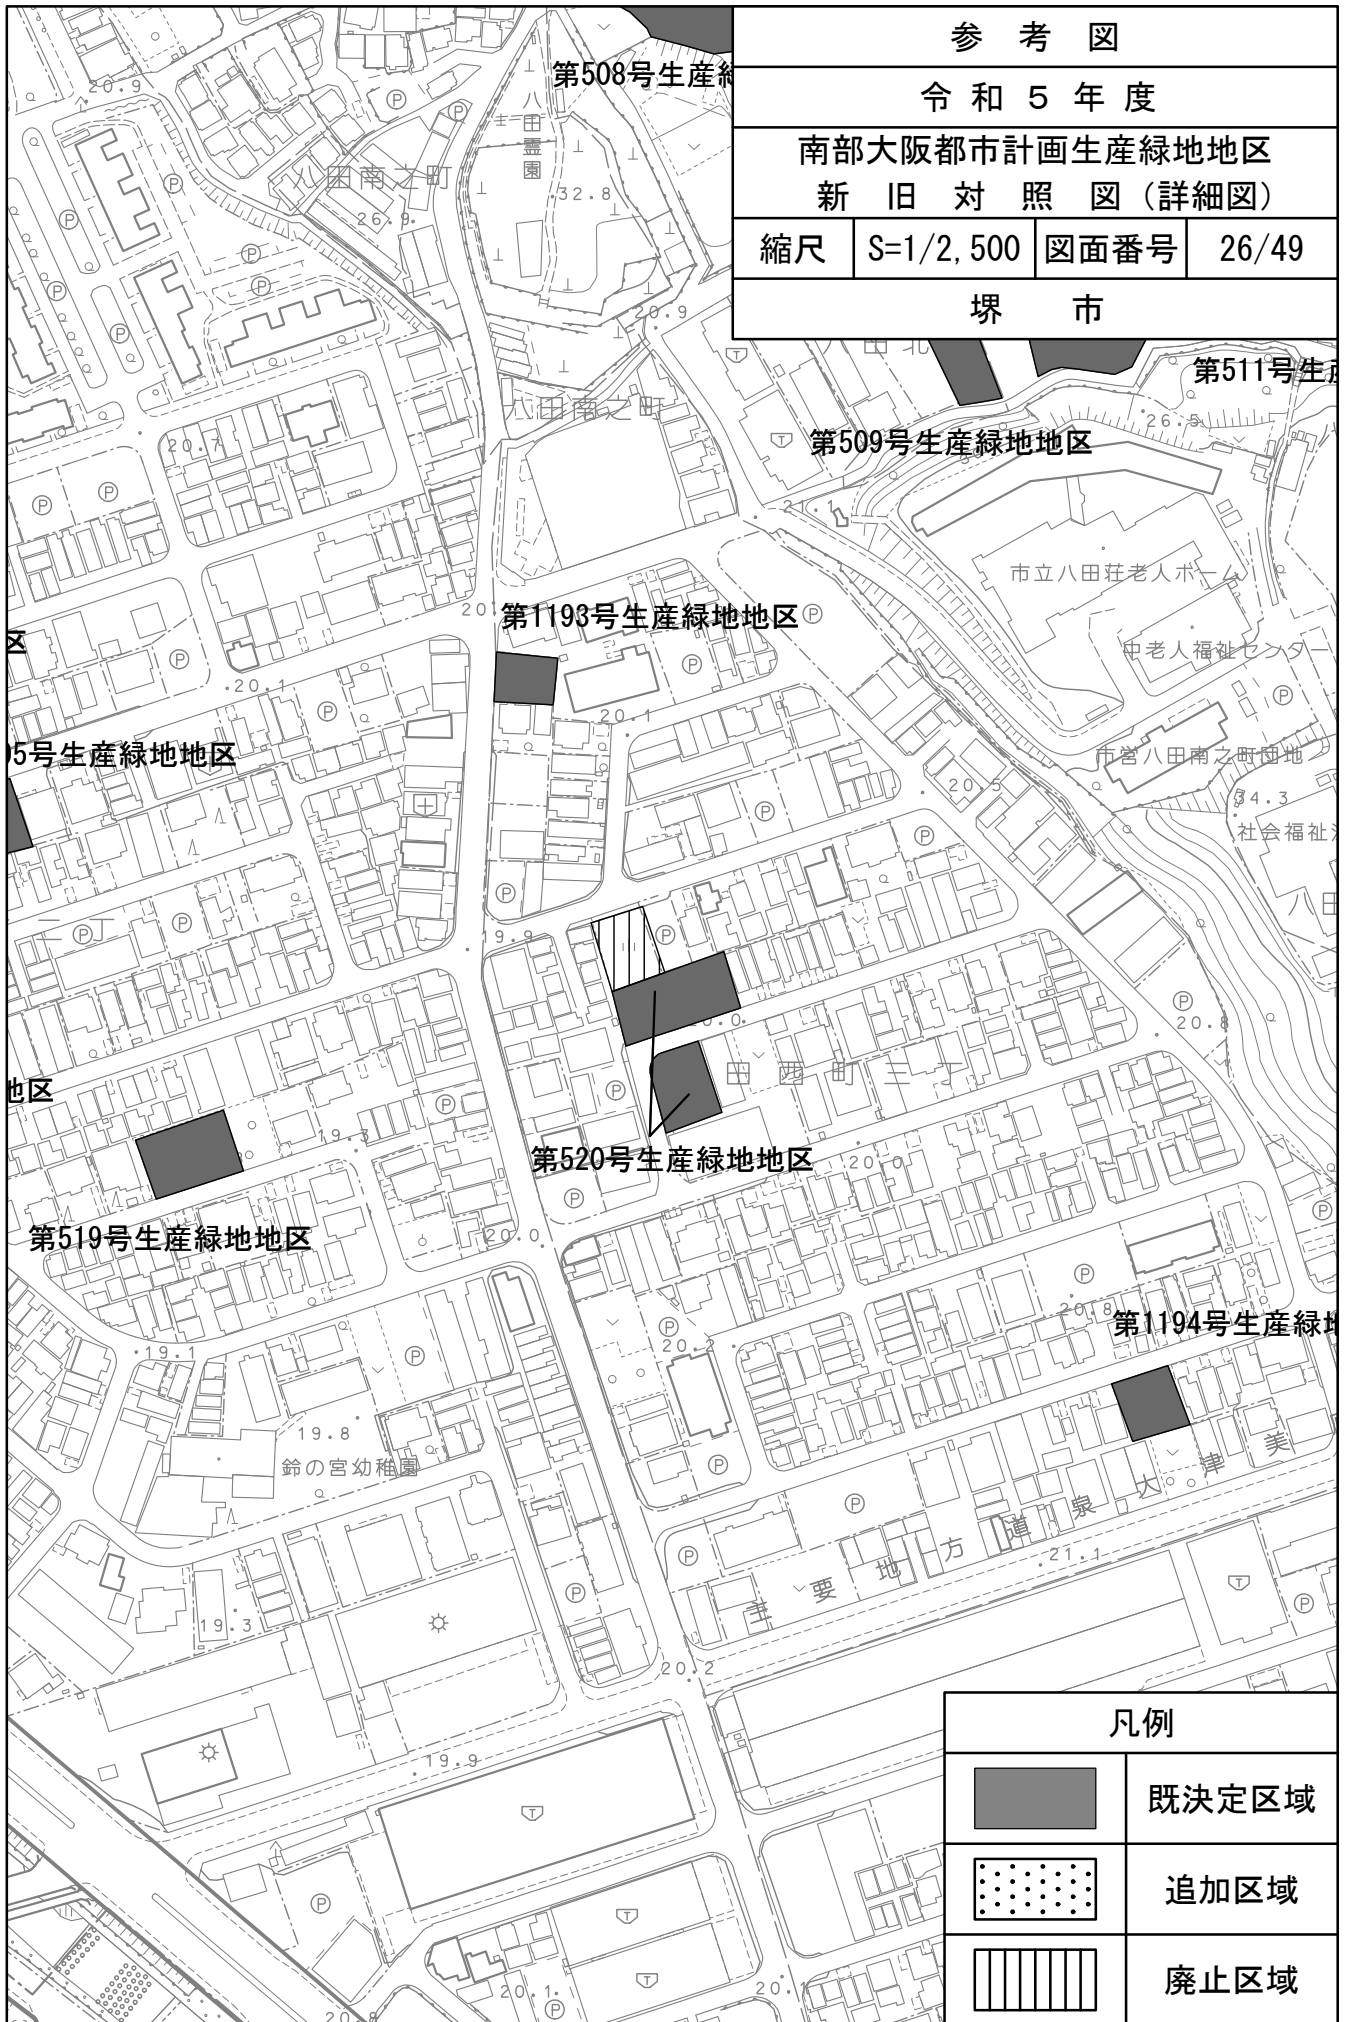 参考図
令和5年度
南部大阪都市計画生産緑地地区
新旧対照図(詳細図)
縮尺 S=1/2,500 図面番号 26/49
堺市
第508号生産緑
八田霊園
20.9
八田南之町
32.8
26.9
20.9
田北
第511号生産
八田南之町
26.5
第509号生産緑地地区
20.7
21.1
市立八田荘老人ホーム
20.
第1193号生産緑地地区
区
中老人福祉センター
20.1
20.1
95号生産緑地地区
市営八田南之町団地
20.5
34.3
社会福祉
八田
二丁
19.9
20.0
20.8
田西町三丁
地区
19.3
第520号生産緑地地区
20.0
第519号生産緑地地区
20.0
20.8
第1194号生産緑地
19.1
20.2
19.8
鈴の宮幼稚園
主要地方道泉大津美
21.1
19.3
20.2
19.9
20.1
20.1
20.8
凡例
既決定区域
追加区域
廃止区域